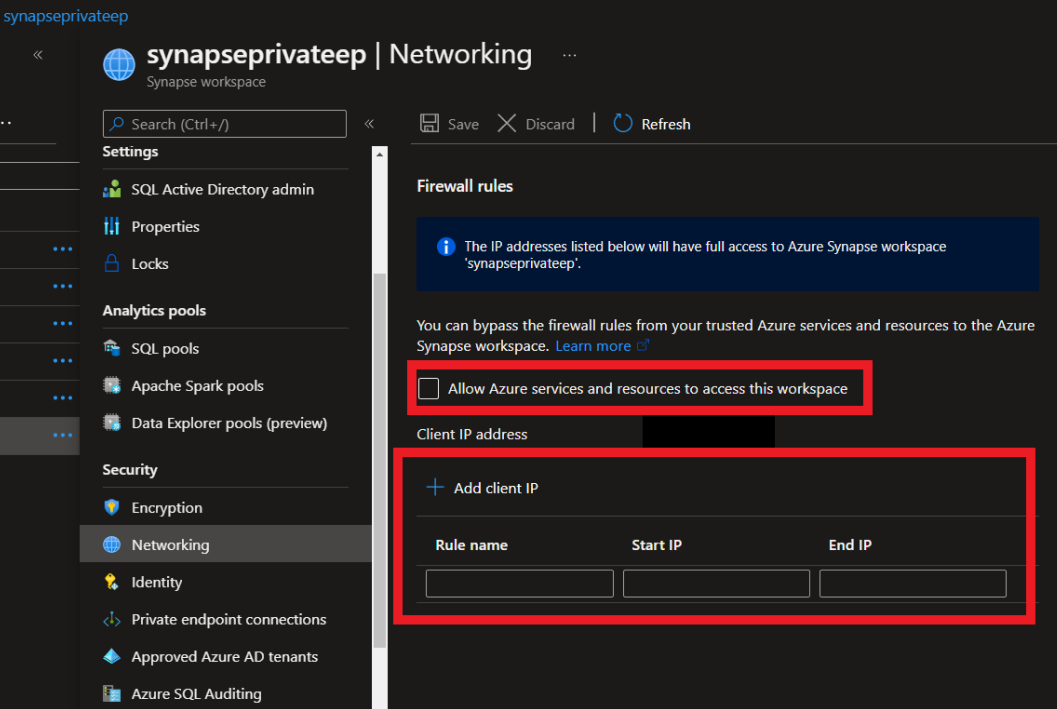 synapseprivateep
«
synapseprivateep | Networking ...
Synapse workspace
Search (Ctrl+/) «
Save Discard | Refresh
Settings
SQL Active Directory admin
Properties
Locks
Analytics pools
SQL pools
Apache Spark pools
Data Explorer pools (preview)
Security
Encryption
Networking
Identity
Private endpoint connections
Approved Azure AD tenants
Azure SQL Auditing
Firewall rules
The IP addresses listed below will have full access to Azure Synapse workspace
'synapseprivateep'.
You can bypass the firewall rules from your trusted Azure services and resources to the Azure
Synapse workspace. Learn more
Allow Azure services and resources to access this workspace
Client IP address
Add client IP
Rule name Start IP End IP